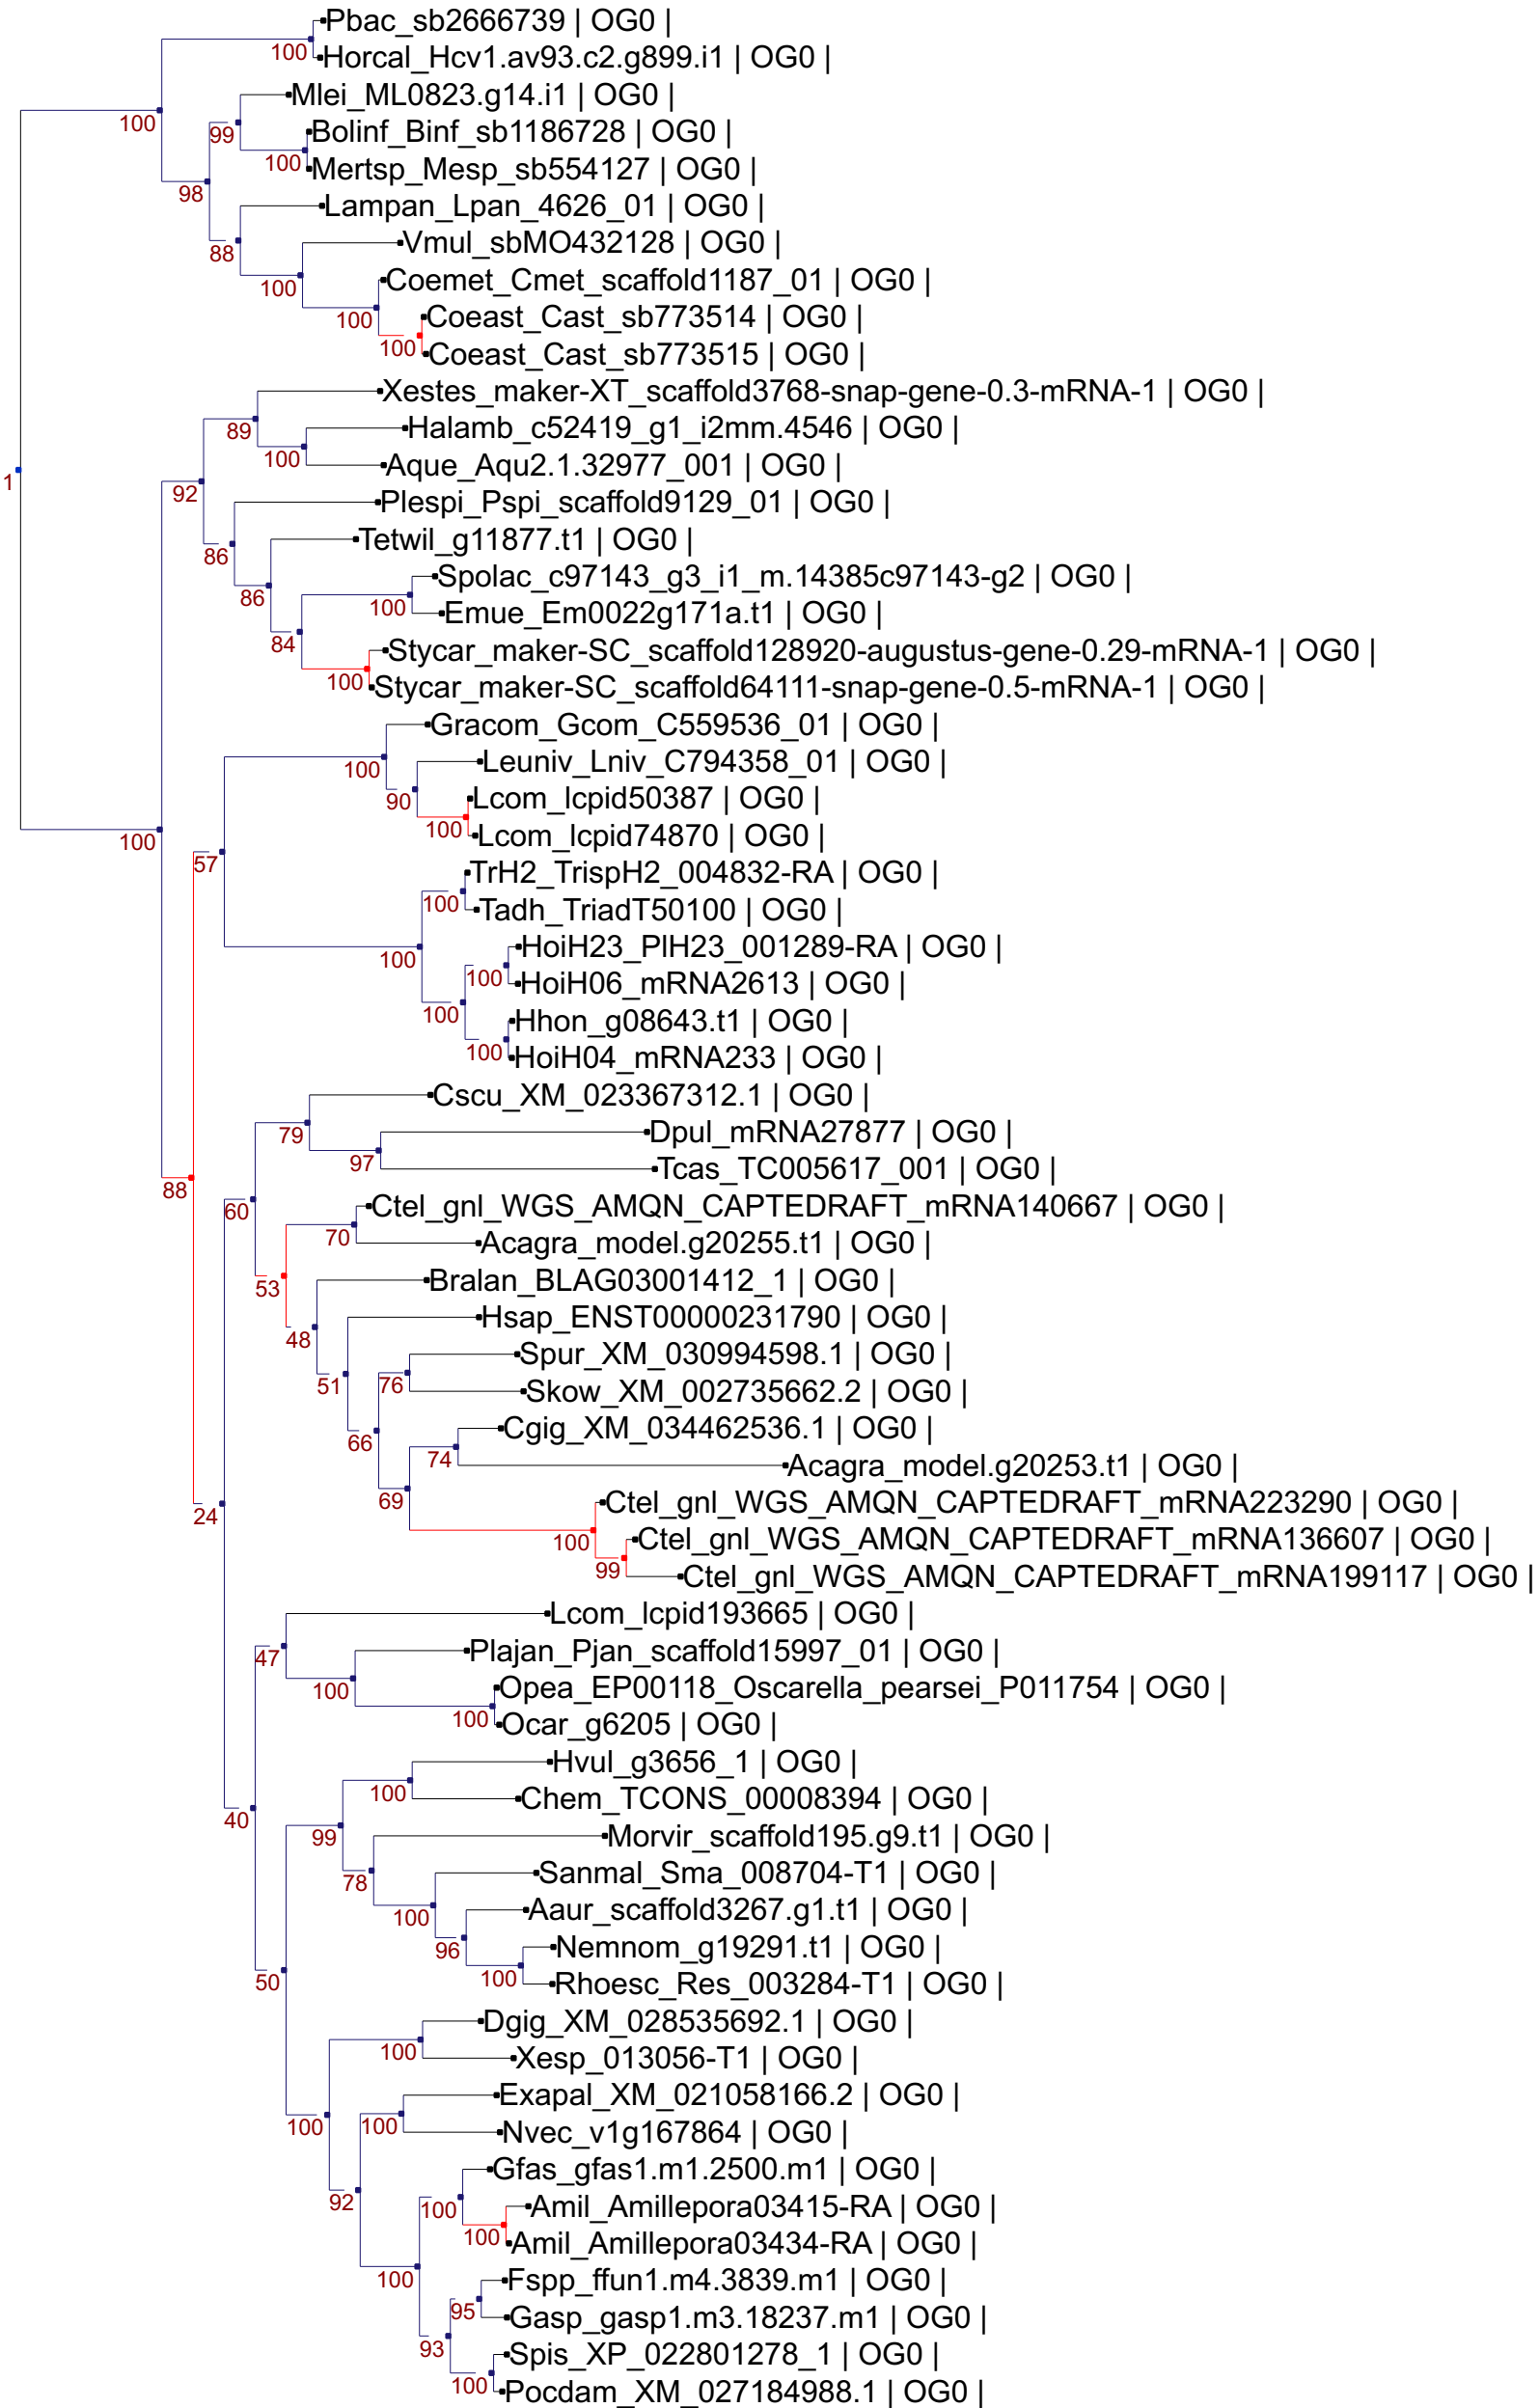 Pbac_sb2666739 | OG0 |
100
Horcal_Hcv1.av93.c2.g899.i1 | OG0 |
Mlei_ML0823.g14.i1 | OG0 |
100
99
Bolinf_Binf_sb1186728 | OG0 |
100
Mertsp_Mesp_sb554127 | OG0 |
98
Lampan_Lpan_4626_01 | OG0 |
88
Vmul_sbMO432128 | OG0 |
100
Coemet_Cmet_scaffold1187_01 | OG0 |
100
Coeast_Cast_sb773514 | OG0 |
100
Coeast_Cast_sb773515 | OG0 |
Xestes_maker-XT_scaffold3768-snap-gene-0.3-mRNA-1 | OG0 |
89
Halamb_c52419_g1_i2mm.4546 | OG0 |
100
Aque_Aqu2.1.32977_001 | OG0 |
1
92
Plespi_Pspi_scaffold9129_01 | OG0 |
86
Tetwil_g11877.t1 | OG0 |
86
Spolac_c97143_g3_i1_m.14385c97143-g2 | OG0 |
100
Emue_Em0022g171a.t1 | OG0 |
84
Stycar_maker-SC_scaffold128920-augustus-gene-0.29-mRNA-1 | OG0 |
100
Stycar_maker-SC_scaffold64111-snap-gene-0.5-mRNA-1 | OG0 |
Gracom_Gcom_C559536_01 | OG0 |
100
Leuniv_Lniv_C794358_01 | OG0 |
90
Lcom_lcpid50387 | OG0 |
100
Lcom_lcpid74870 | OG0 |
100
57
TrH2_TrispH2_004832-RA | OG0 |
100
Tadh_TriadT50100 | OG0 |
100
HoiH23_PlH23_001289-RA | OG0 |
100
HoiH06_mRNA2613 | OG0 |
100
Hhon_g08643.t1 | OG0 |
100
HoiH04_mRNA233 | OG0 |
Cscu_XM_023367312.1 | OG0 |
79
Dpul_mRNA27877 | OG0 |
97
Tcas_TC005617_001 | OG0 |
88
60
Ctel_gnl_WGS_AMQN_CAPTEDRAFT_mRNA140667 | OG0 |
70
Acagra_model.g20255.t1 | OG0 |
53
Bralan_BLAG03001412_1 | OG0 |
48
Hsap_ENST00000231790 | OG0 |
51
Spur_XM_030994598.1 | OG0 |
76
Skow_XM_002735662.2 | OG0 |
66
Cgig_XM_034462536.1 | OG0 |
74
Acagra_model.g20253.t1 | OG0 |
69
Ctel_gnl_WGS_AMQN_CAPTEDRAFT_mRNA223290 | OG0 |
24
100
Ctel_gnl_WGS_AMQN_CAPTEDRAFT_mRNA136607 | OG0 |
99
Ctel_gnl_WGS_AMQN_CAPTEDRAFT_mRNA199117 | OG0 |
Lcom_lcpid193665 | OG0 |
47
Plajan_Pjan_scaffold15997_01 | OG0 |
100
Opea_EP00118_Oscarella_pearsei_P011754 | OG0 |
100
Ocar_g6205 | OG0 |
Hvul_g3656_1 | OG0 |
100
Chem_TCONS_00008394 | OG0 |
40
99
Morvir_scaffold195.g9.t1 | OG0 |
78
Sanmal_Sma_008704-T1 | OG0 |
100
Aaur_scaffold3267.g1.t1 | OG0 |
96
Nemnom_g19291.t1 | OG0 |
50
100
Rhoesc_Res_003284-T1 | OG0 |
Dgig_XM_028535692.1 | OG0 |
100
Xesp_013056-T1 | OG0 |
Exapal_XM_021058166.2 | OG0 |
100
100
Nvec_v1g167864 | OG0 |
Gfas_gfas1.m1.2500.m1 | OG0 |
92
100
Amil_Amillepora03415-RA | OG0 |
100
Amil_Amillepora03434-RA | OG0 |
100
Fspp_ffun1.m4.3839.m1 | OG0 |
95
Gasp_gasp1.m3.18237.m1 | OG0 |
93
Spis_XP_022801278_1 | OG0 |
100
Pocdam_XM_027184988.1 | OG0 |